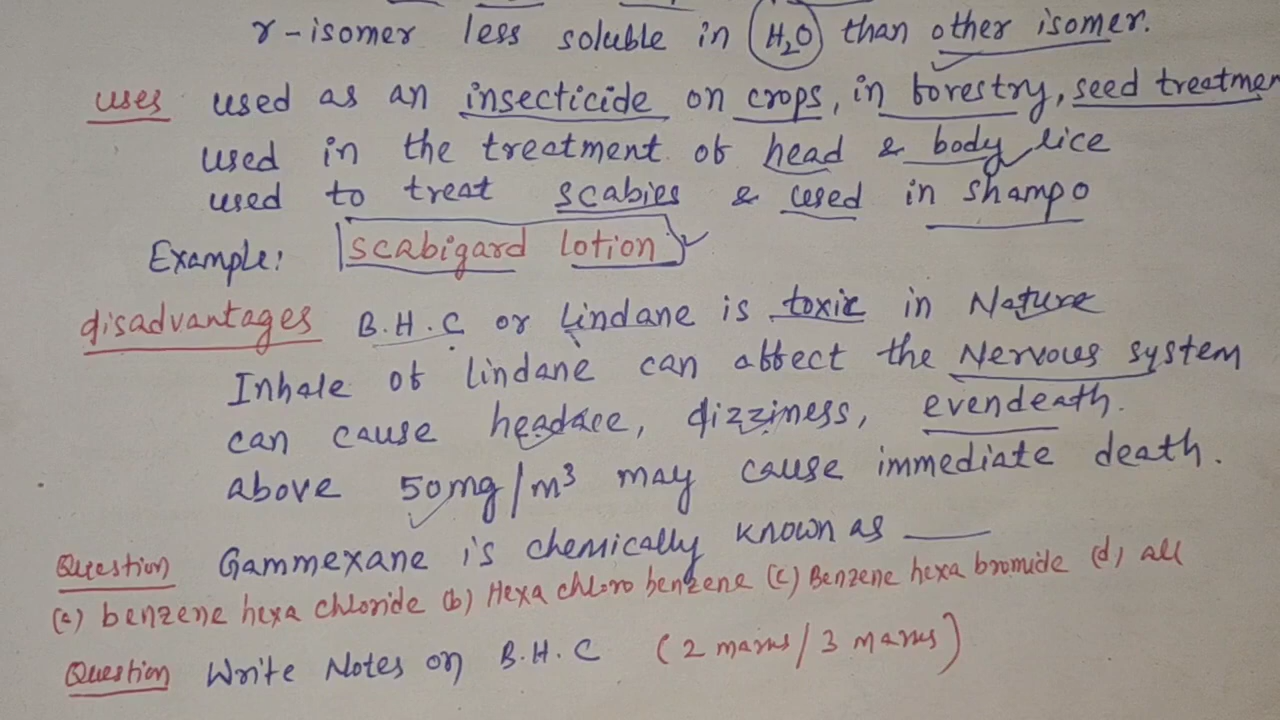 γ-isomer less soluble in H₂O than other isomer.
uses used as an insecticide on crops, in forestry, seed treatmen
used in the treatment of head & body lice
used to treat scabies & used in shampo
Example: scabigard lotion
disadvantages B.H.C or Lindane is toxic in Nature
Inhale of lindane can affect the Nervous system
can cause headace, dizziness, evendeath.
above 50mg/m³ may cause immediate death.
Question Gammexane is chemically known as ____
(a) benzene hexa chloride (b) Hexa chloro benzene (c) Benzene hexa bromide (d) all
Question Write Notes on B.H.C (2 marks/3 marks)